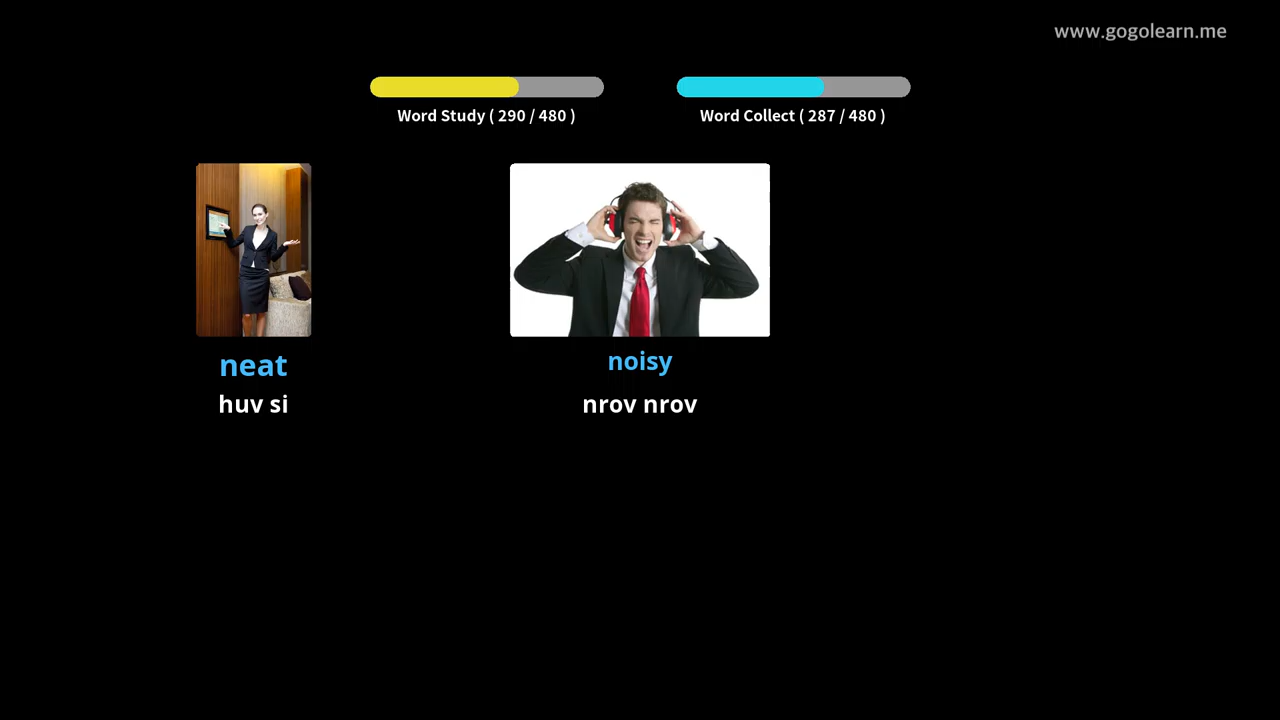 www.gogolearn.me
Word Study ( 290 / 480 )
Word Collect ( 287 / 480 )
neat
noisy
huv si
nrov nrov